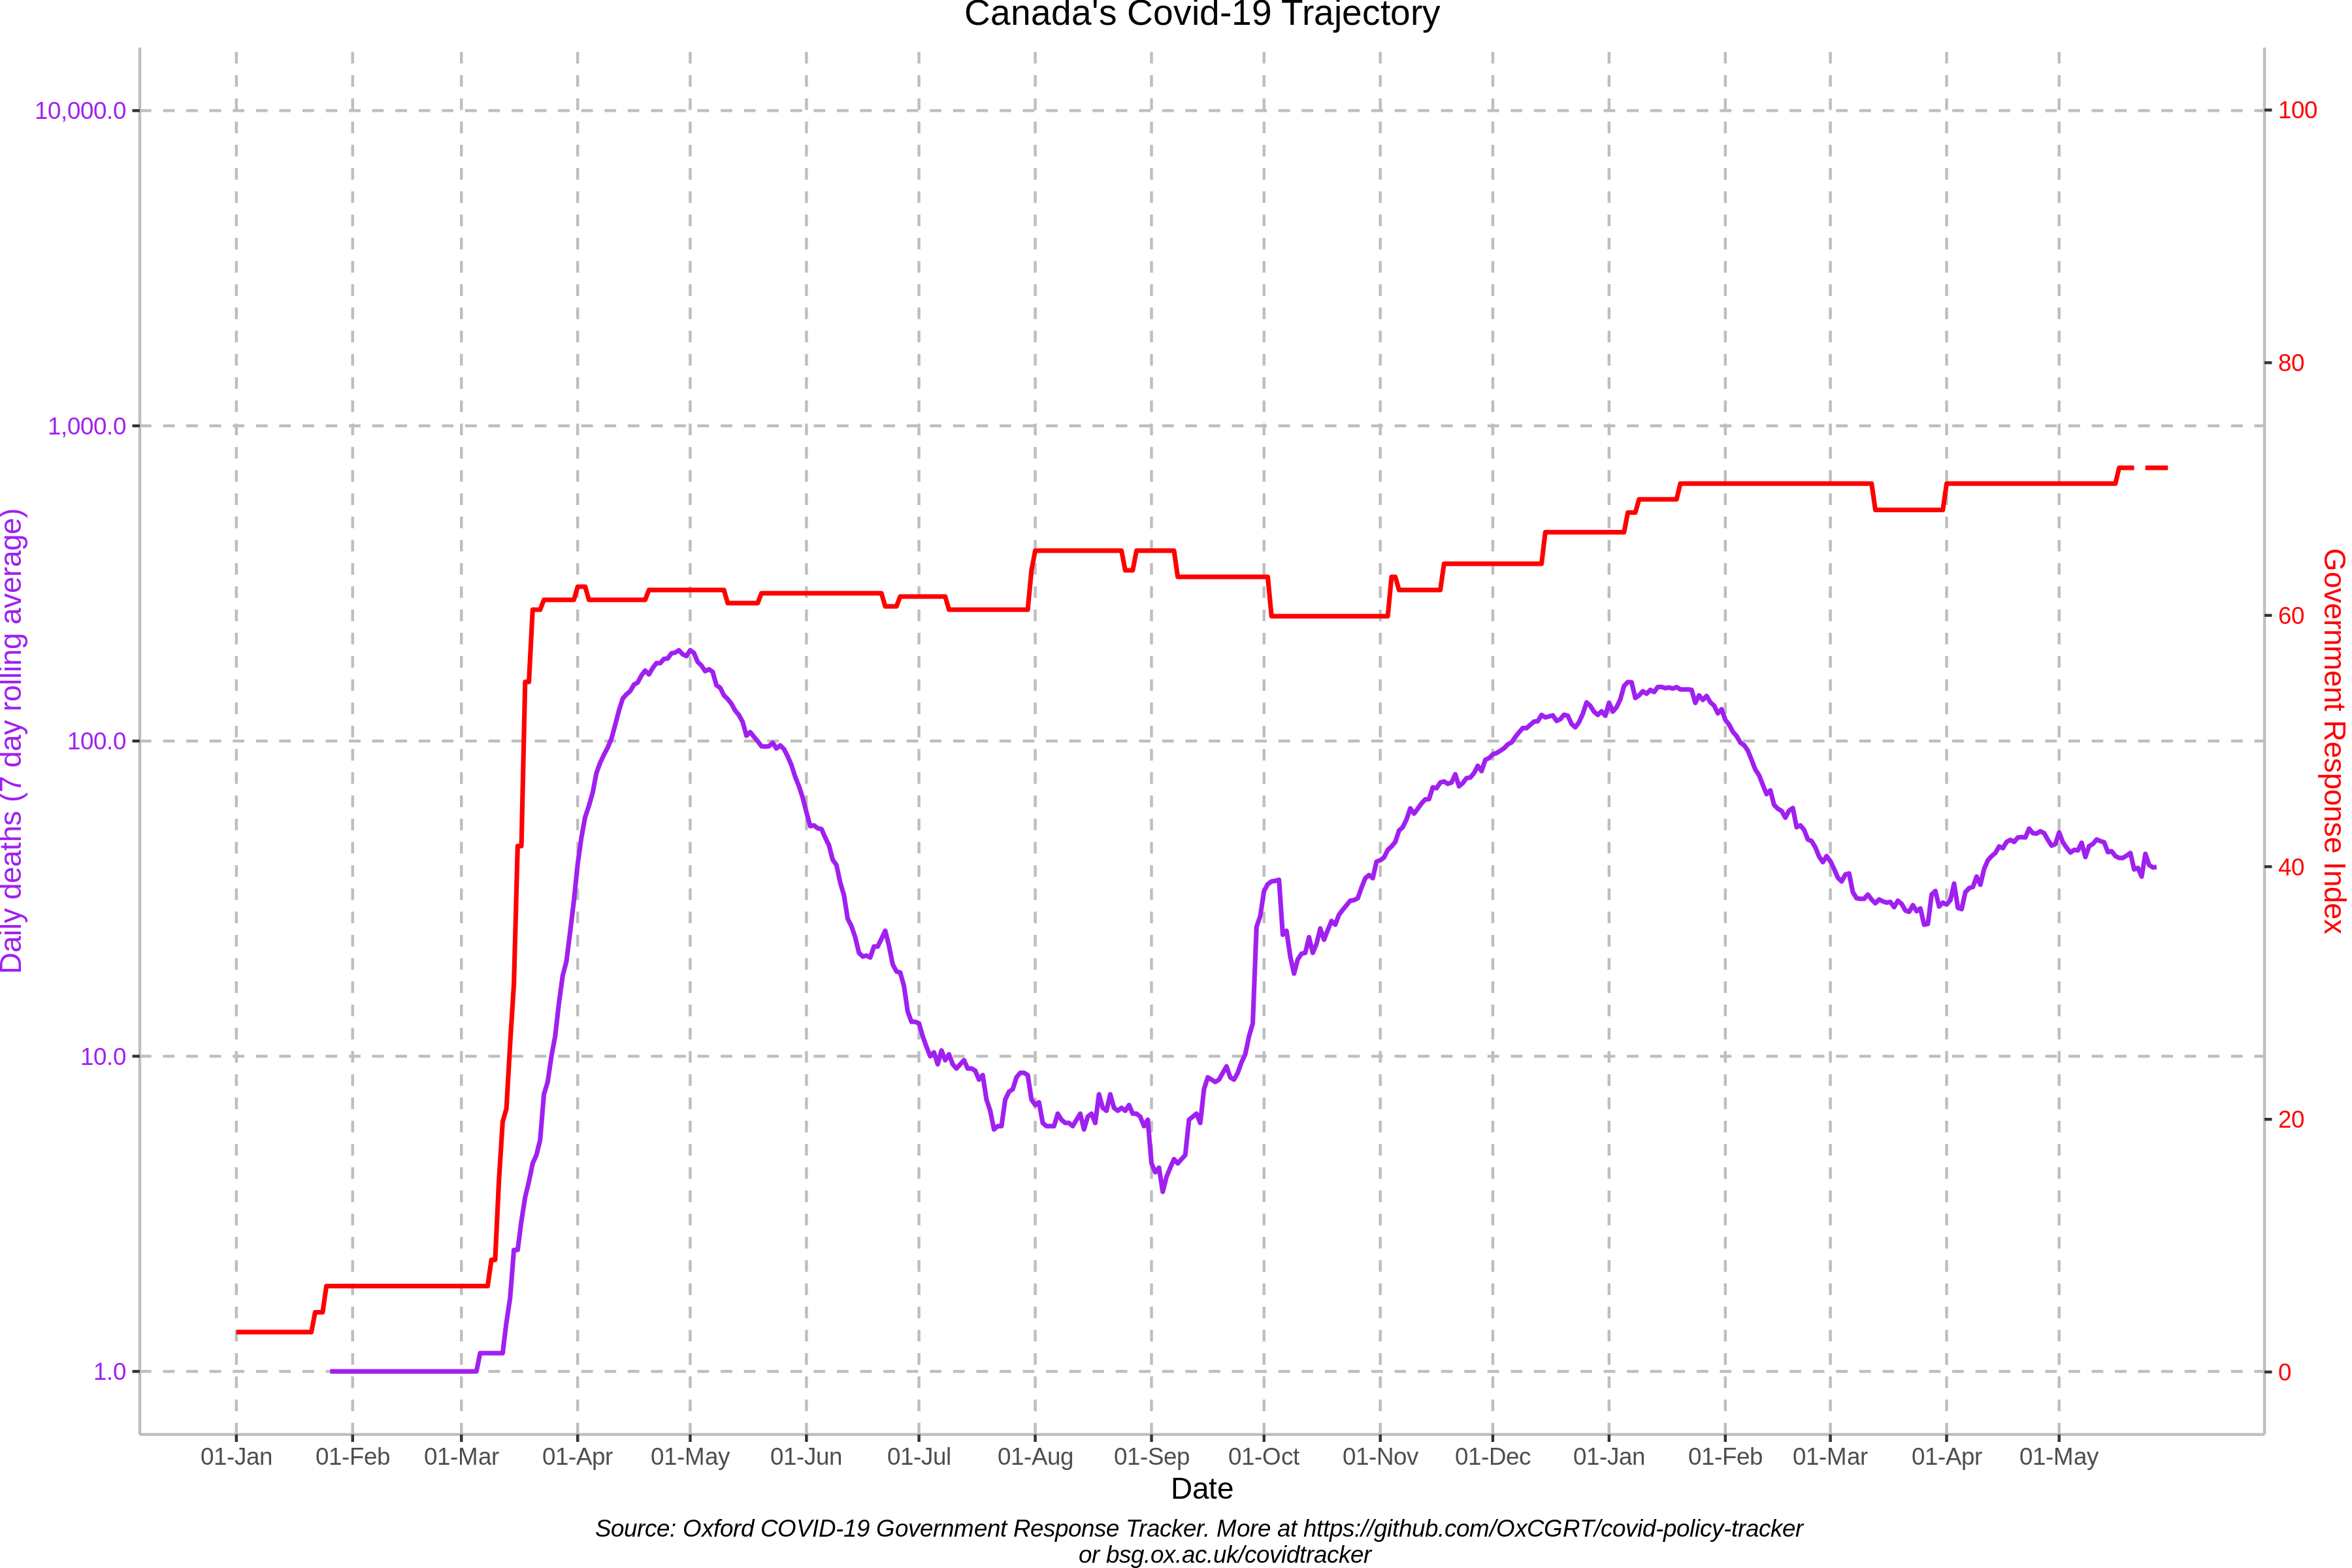 Canada's Covid-19 Trajectory
10,000.0
1,000.0
100.0
10.0
1.0
Daily deaths (7 day rolling average)
100
80
60
40
20
0
Government Response Index
01-Jan 01-Feb 01-Mar 01-Apr 01-May 01-Jun 01-Jul 01-Aug 01-Sep 01-Oct 01-Nov 01-Dec 01-Jan 01-Feb 01-Mar 01-Apr 01-May
Date
Source: Oxford COVID-19 Government Response Tracker. More at https://github.com/OxCGRT/covid-policy-tracker
or bsg.ox.ac.uk/covidtracker